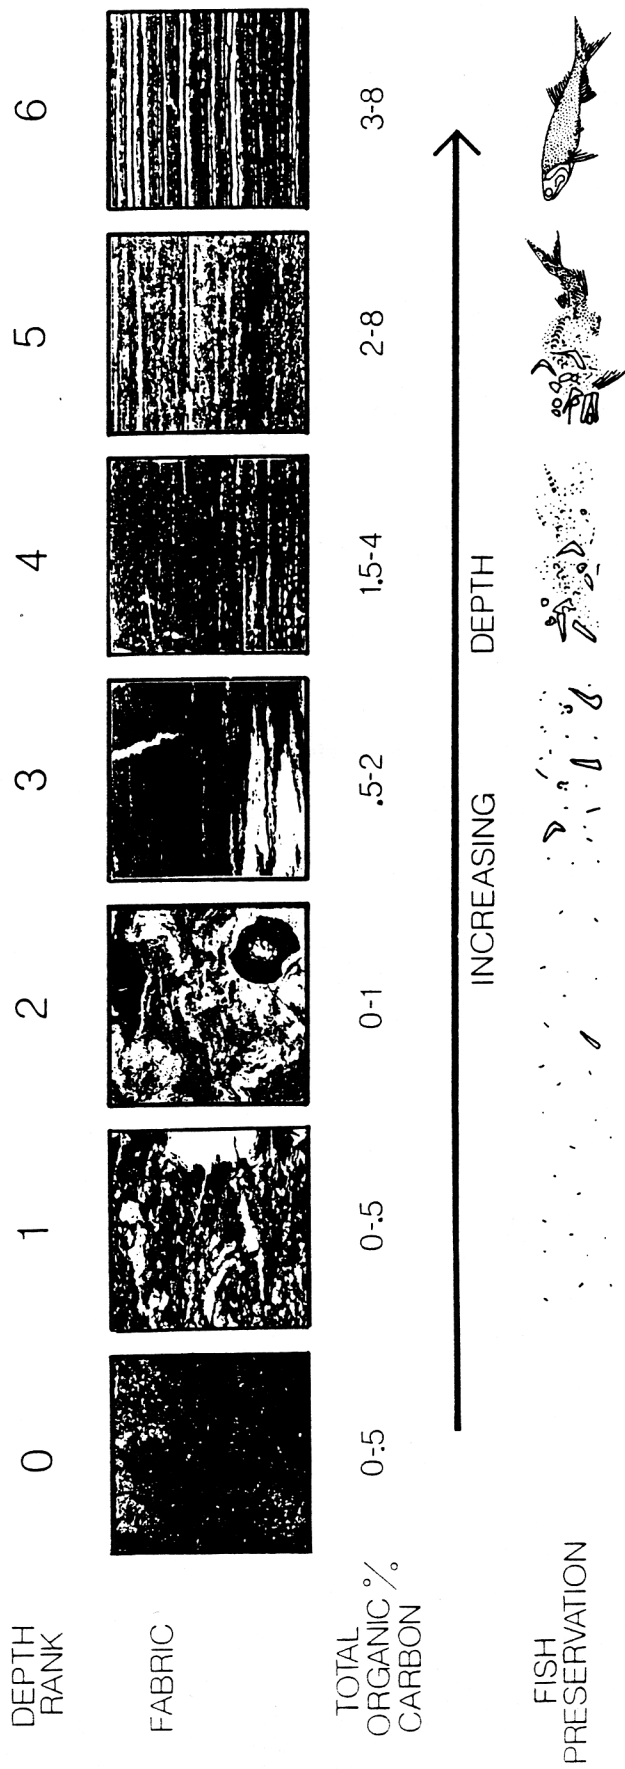 DEPTH
RANK
0
1
2
3
4
5
6
FABRIC
TOTAL
ORGANIC %
CARBON
0-.5
0-.5
0-1
.5-2
1.5-4
2-8
3-8
INCREASING DEPTH
FISH
PRESERVATION